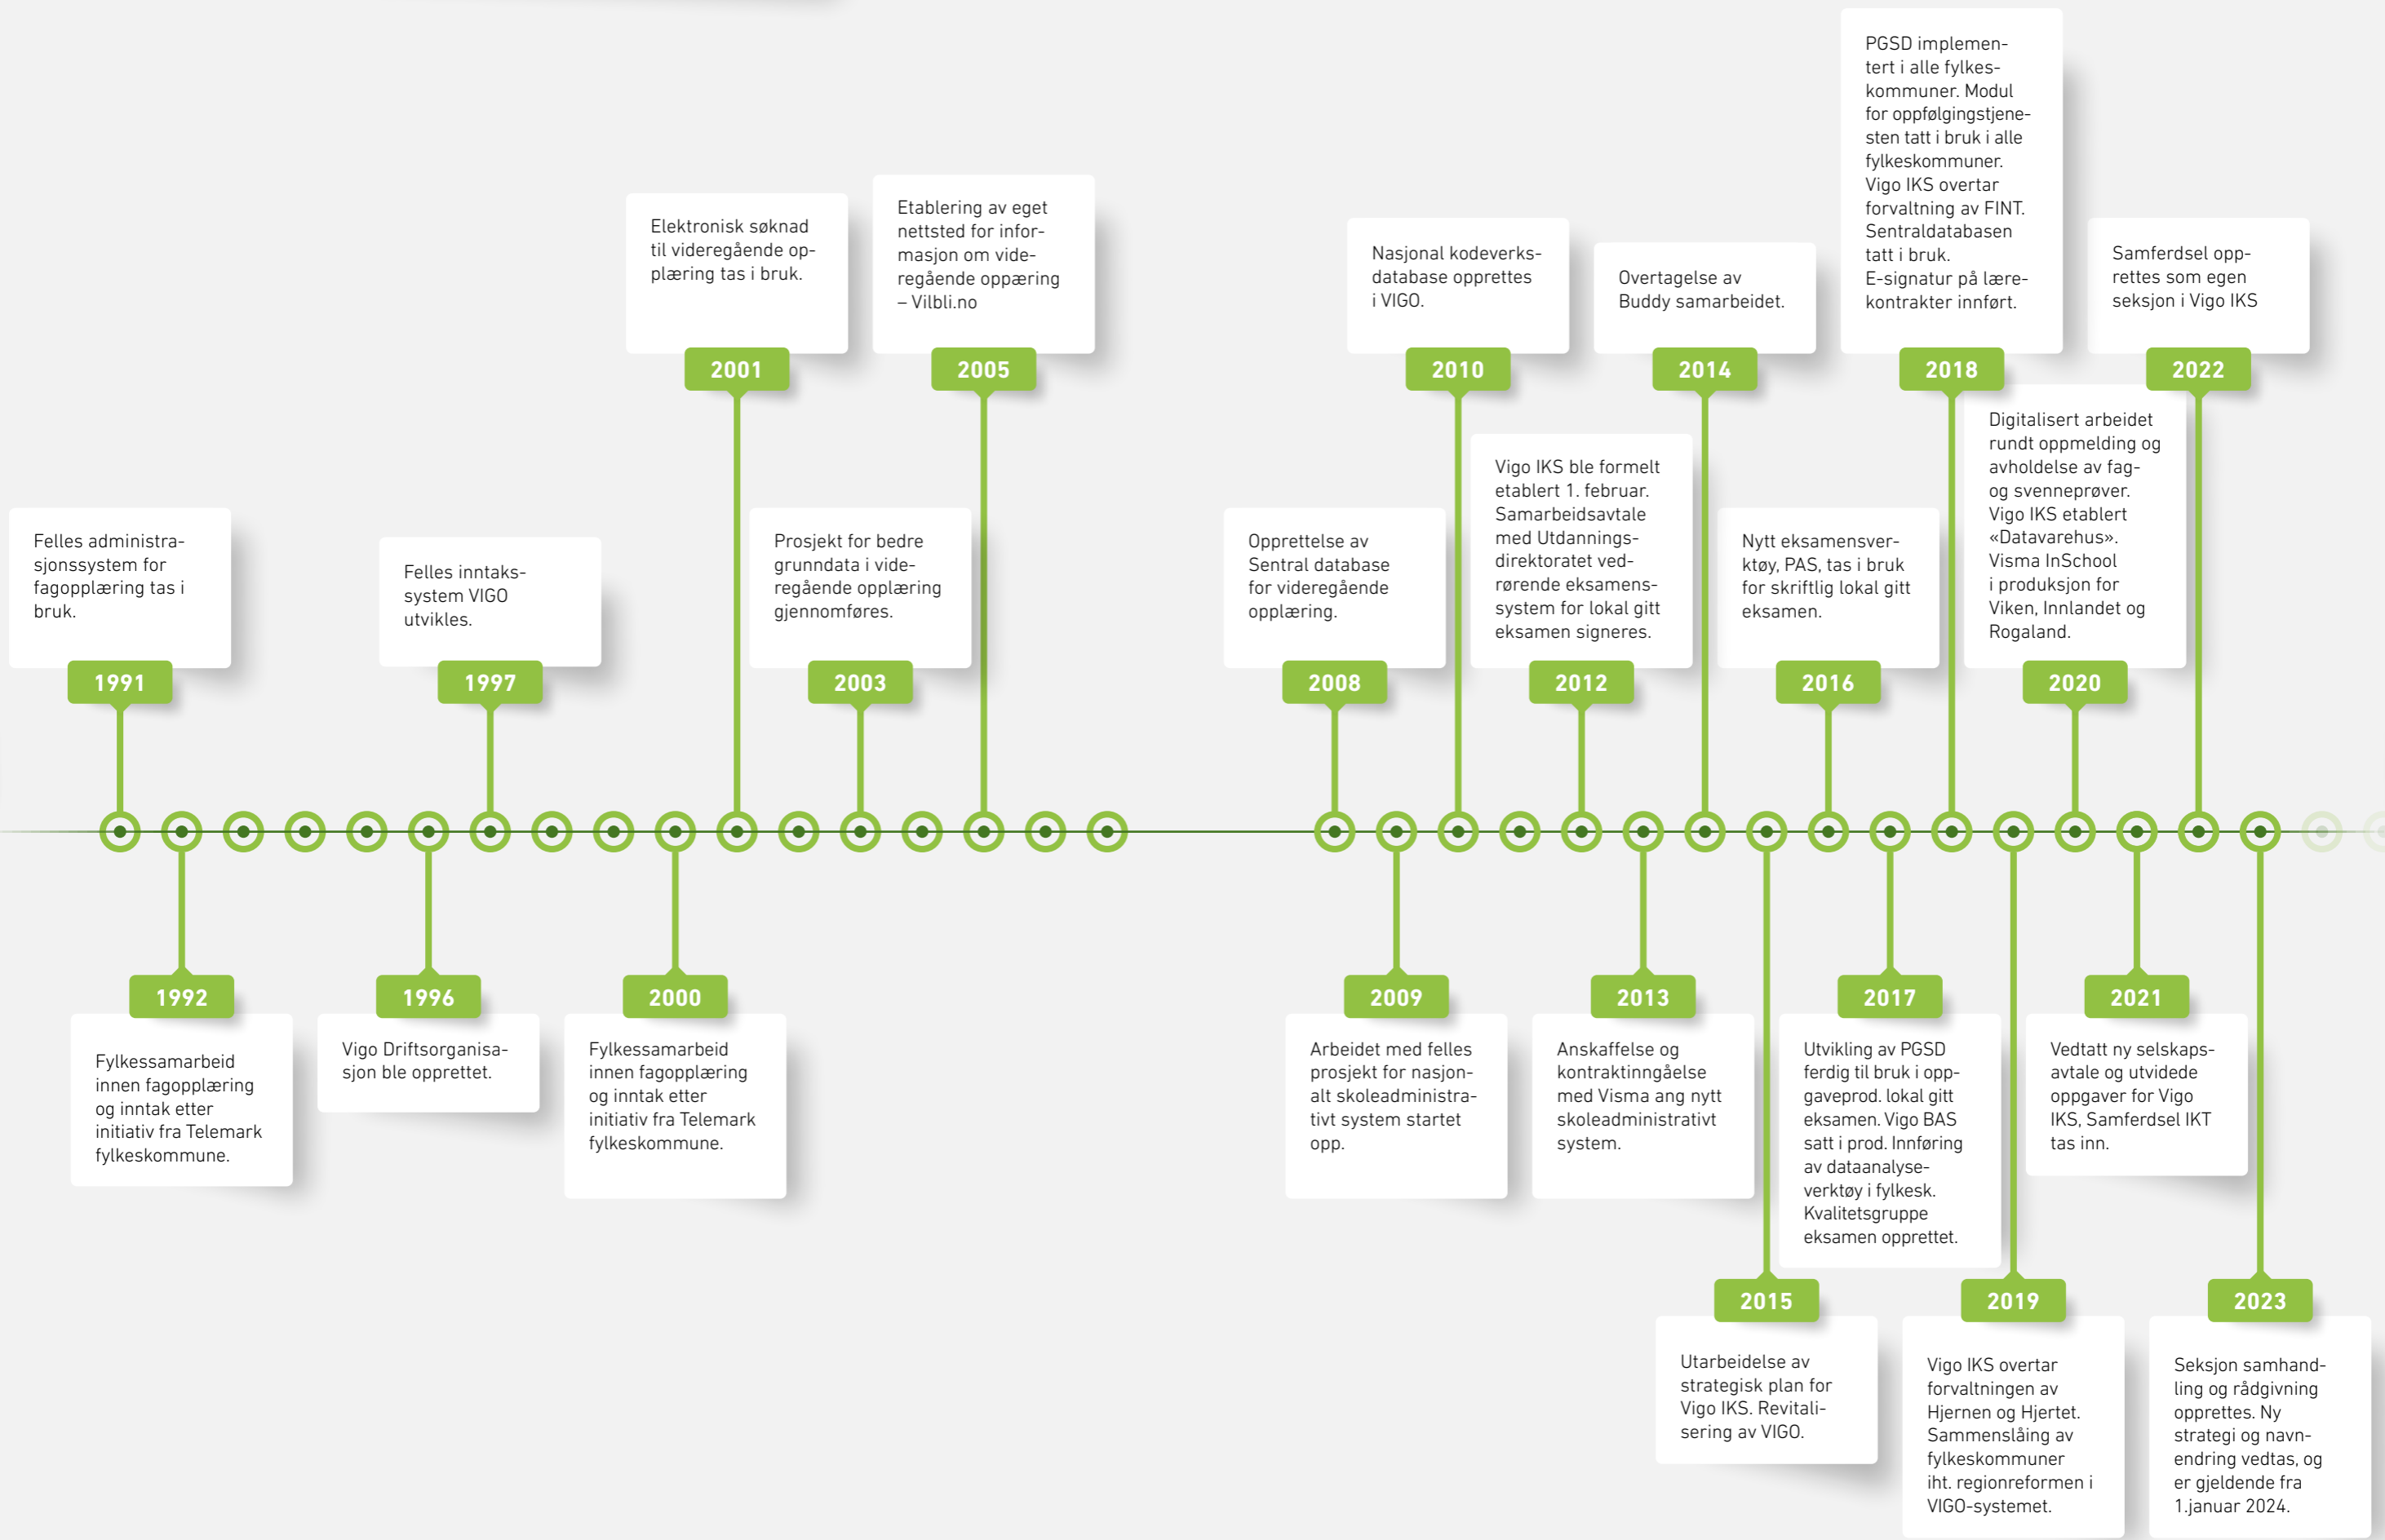 1991
Felles administra-
sjonssystem for
fagopplæring tas i
bruk.
1992
Fylkessamarbeid
innen fagopplæring
og inntak etter
initiativ fra Telemark
fylkeskommune.
1996
Vigo Driftsorganisa-
sjon ble opprettet.
1997
Felles inntaks-
system VIGO
utvikles.
2000
Fylkessamarbeid
innen fagopplæring
og inntak etter
initiativ fra Telemark
fylkeskommune.
2001
Elektronisk søknad
til videregående op-
plæring tas i bruk.
2003
Prosjekt for bedre
grunndata i vide-
regående opplæring
gjennomføres.
2005
Etablering av eget
nettsted for infor-
masjon om vide-
regående oppæring
– Vilbli.no
2008
Opprettelse av
Sentral database
for videregående
opplæring.
2009
Arbeidet med felles
prosjekt for nasjon-
alt skoleadministra-
tivt system startet
opp.
2010
Nasjonal kodeverks-
database opprettes
i VIGO.
2012
Vigo IKS ble formelt
etablert 1. februar.
Samarbeidsavtale
med Utdannings-
direktoratet ved-
rørende eksamens-
system for lokal gitt
eksamen signeres.
2013
Anskaffelse og
kontraktinngåelse
med Visma ang nytt
skoleadministrativt
system.
2014
Overtagelse av
Buddy samarbeidet.
2015
Utarbeidelse av
strategisk plan for
Vigo IKS. Revitali-
sering av VIGO.
2016
Nytt eksamensver-
ktøy, PAS, tas i bruk
for skriftlig lokal gitt
eksamen.
2017
Utvikling av PGSD
ferdig til bruk i opp-
gaveprod. lokal gitt
eksamen. Vigo BAS
satt i prod. Innføring
av dataanalyse-
verktøy i fylkesk.
Kvalitetsgruppe
eksamen opprettet.
2018
PGSD implemen-
tert i alle fylkes-
kommuner. Modul
for oppfølgingstjene-
sten tatt i bruk i alle
fylkeskommuner.
Vigo IKS overtar
forvaltning av FINT.
Sentraldatabasen
tatt i bruk.
E-signatur på lære-
kontrakter innført.
2019
Vigo IKS overtar
forvaltningen av
Hjernen og Hjertet.
Sammenslåing av
fylkeskommuner
iht. regionreformen i
VIGO-systemet.
2020
Digitalisert arbeidet
rundt oppmelding og
avholdelse av fag-
og svenneprøver.
Vigo IKS etablert
«Datavarehus».
Visma InSchool
i produksjon for
Viken, Innlandet og
Rogaland.
2021
Vedtatt ny selskaps-
avtale og utvidede
oppgaver for Vigo
IKS, Samferdsel IKT
tas inn.
2022
Samferdsel opp-
rettes som egen
seksjon i Vigo IKS
2023
Seksjon samhand-
ling og rådgivning
opprettes. Ny
strategi og navn-
endring vedtas, og
er gjeldende fra
1.januar 2024.